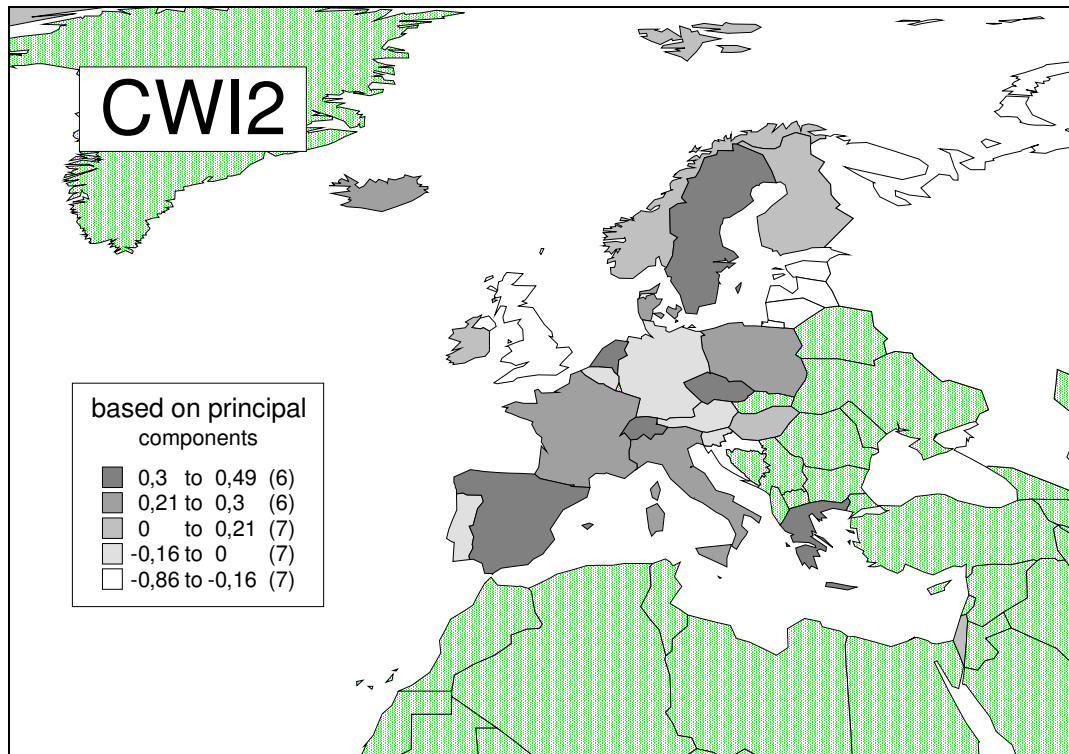 CWI2
based on principal
components
0,3 to 0,49 (6)
0,21 to 0,3 (6)
0 to 0,21 (7)
-0,16 to 0 (7)
-0,86 to -0,16 (7)